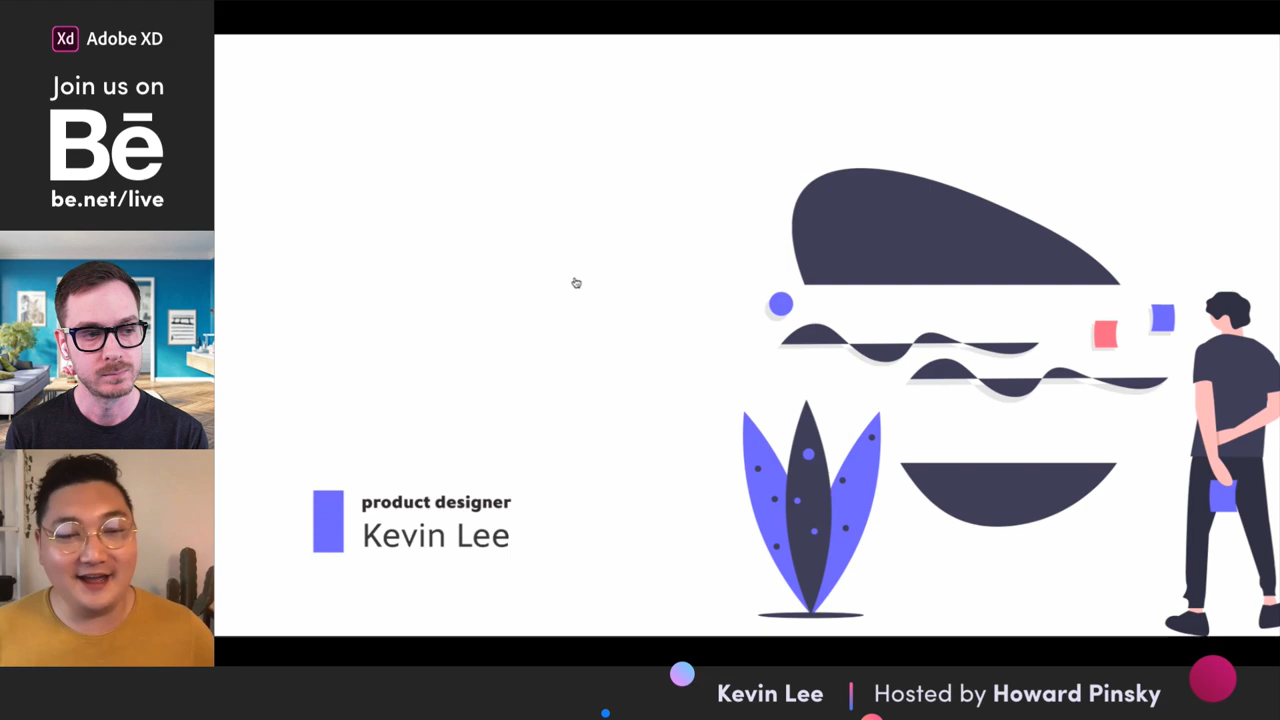 Xd Adobe XD
Join us on
Bē
be.net/live
product designer
Kevin Lee
Kevin Lee | Hosted by Howard Pinsky